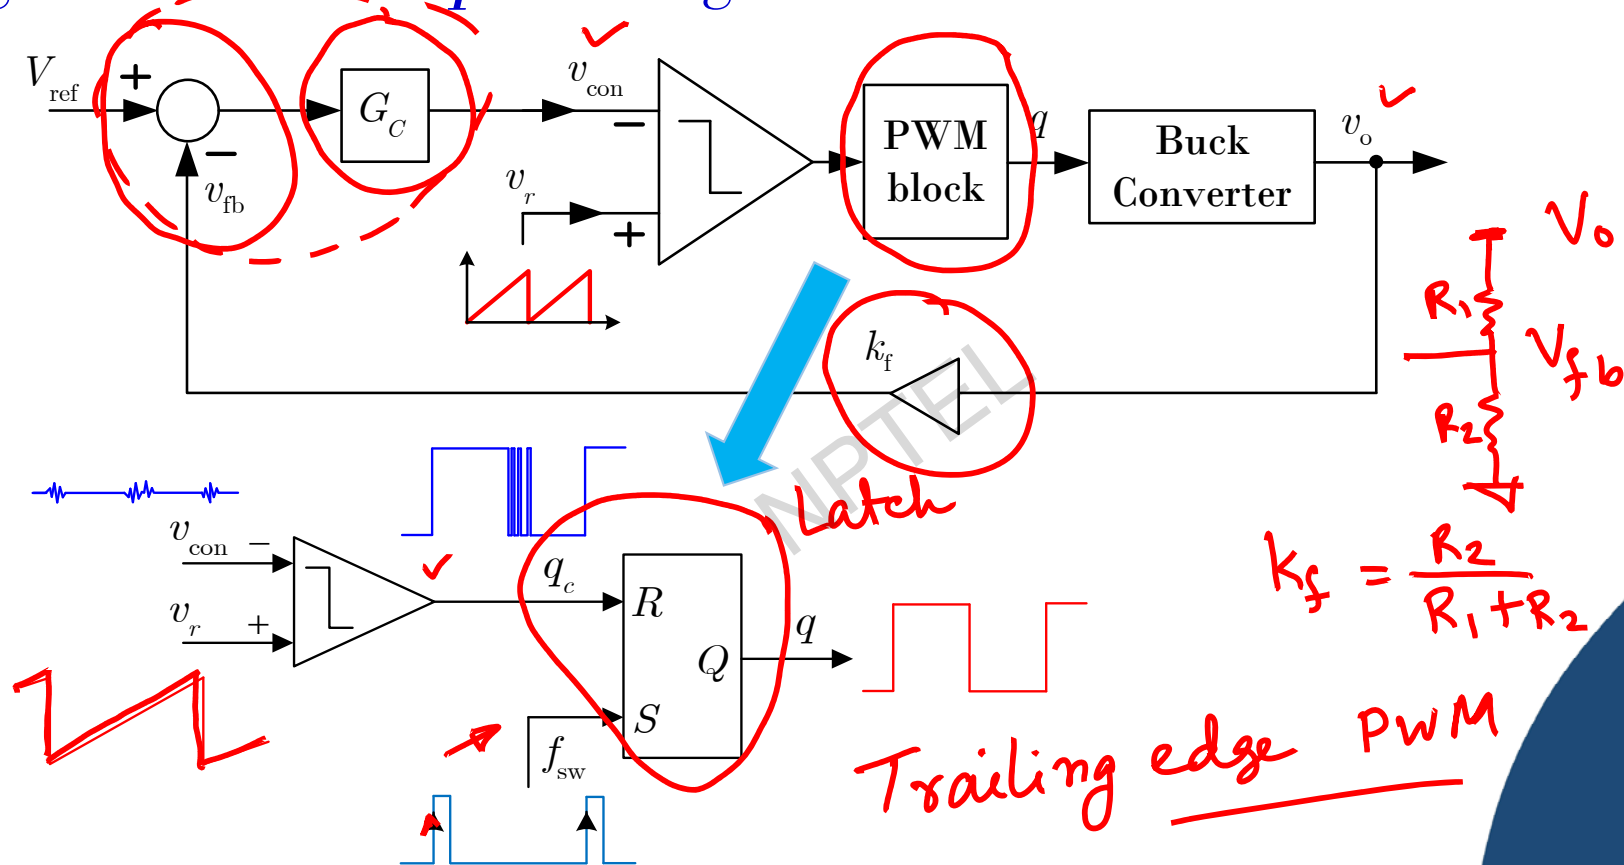 V_ref
+
−
v_fb
G_C
v_con
−
v_r
+
PWM
block
q
Buck
Converter
v_o
k_f
V_o
R_1
V_fb
R_2
k_f = R_2 / (R_1 + R_2)
NPTEL
Latch
v_con −
v_r +
q_c
R
S
Q
q
f_sw
Trailing edge PWM